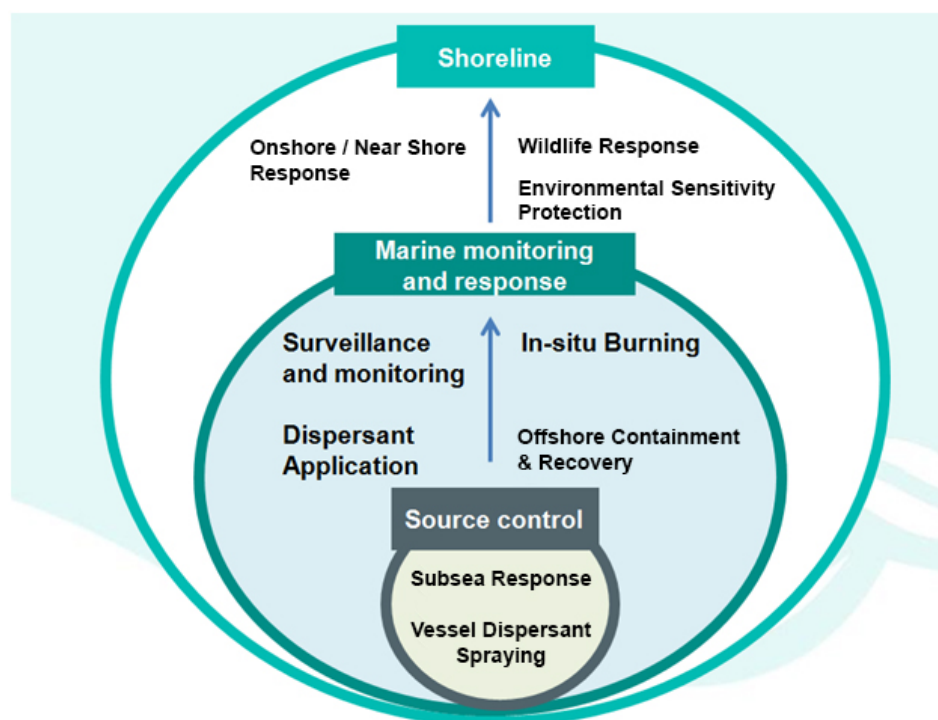 Shoreline
Onshore / Near Shore
Response
Wildlife Response
Environmental Sensitivity
Protection
Marine monitoring
and response
Surveillance
and monitoring
In-situ Burning
Dispersant
Application
Offshore Containment
& Recovery
Source control
Subsea Response
Vessel Dispersant
Spraying